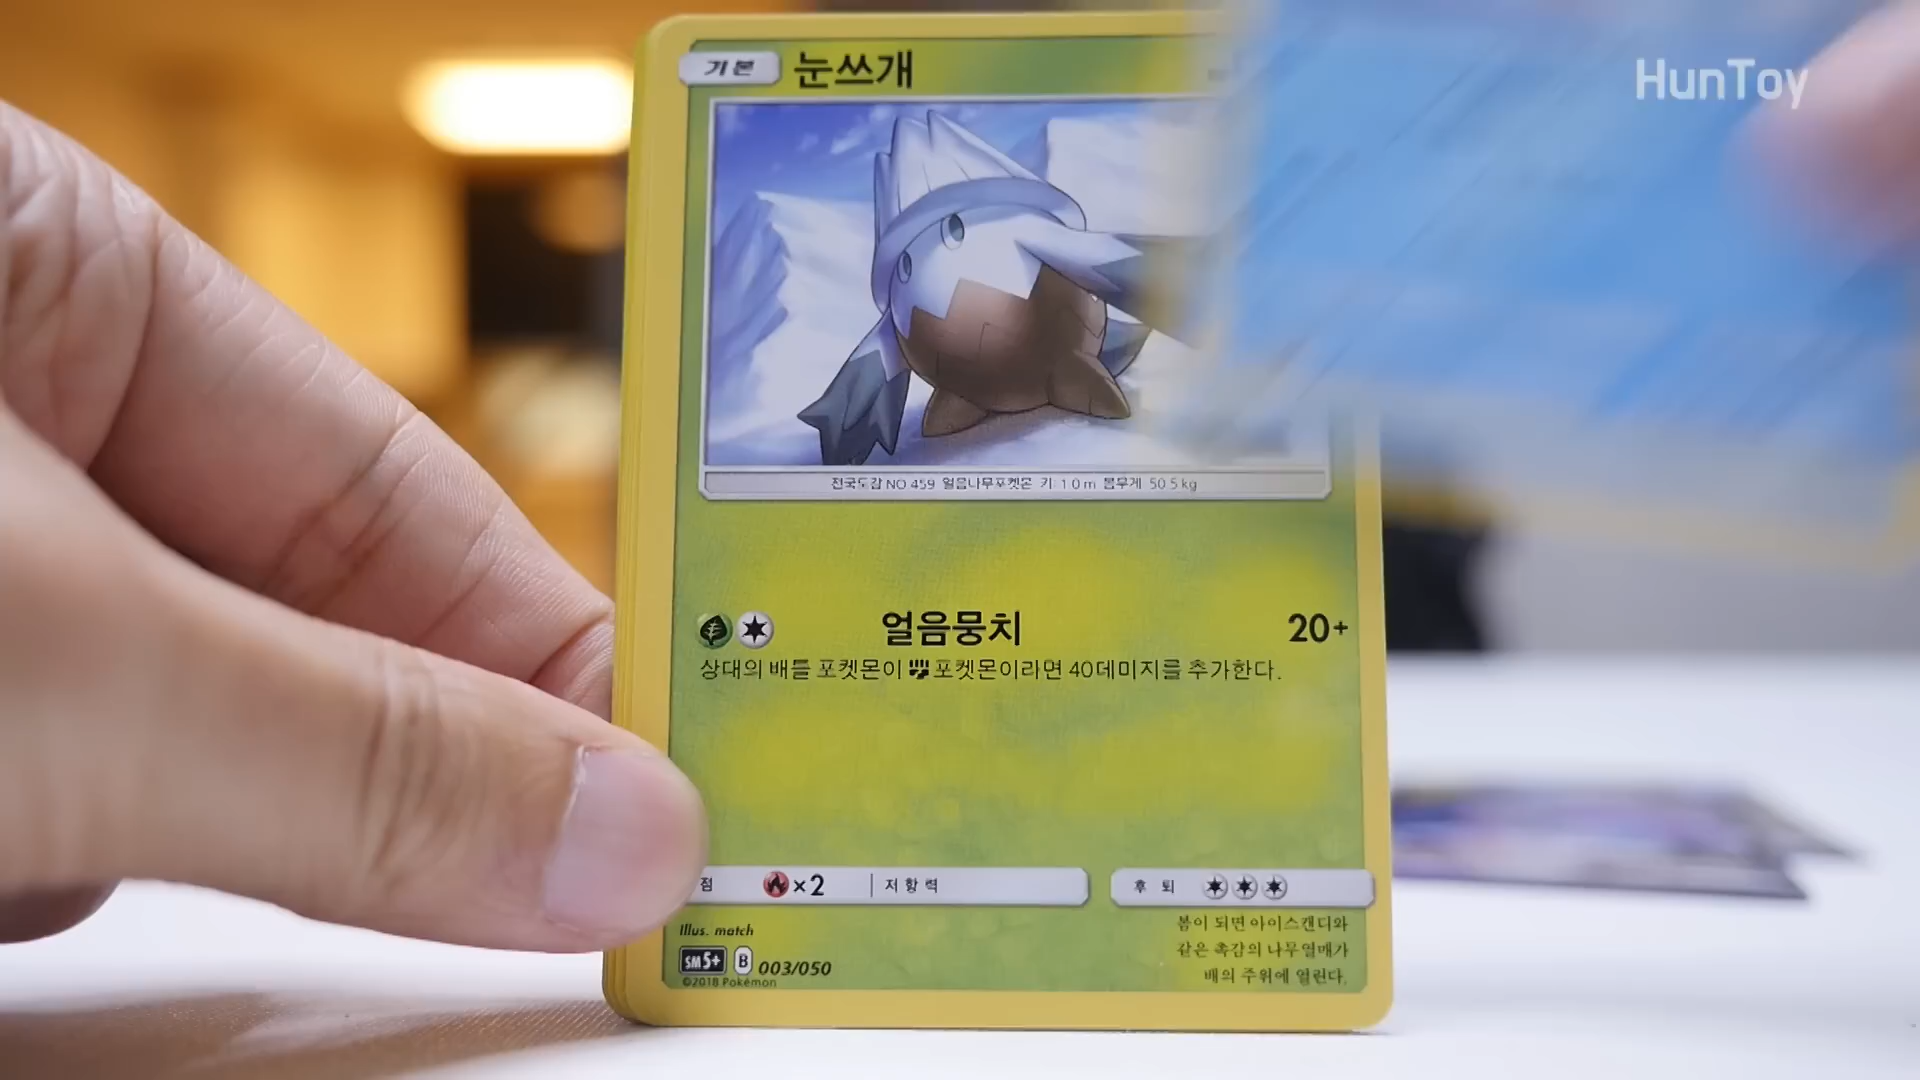 HunToy
기본 눈쓰개
전국도감 NO 459 얼음나무포켓몬 키 1.0m 몸무게 50.5kg
얼음뭉치 20+
상대의 배틀 포켓몬이 포켓몬이라면 40데미지를 추가한다.
점 ×2 저항력 후퇴
Illus. match
SM5+ B 003/050
©2018 Pokémon
봄이 되면 아이스캔디와
같은 촉감의 나무열매가
배의 주위에 열린다.